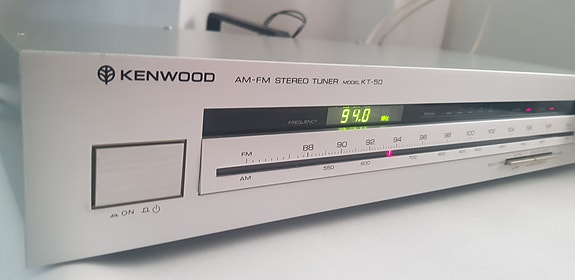 KENWOOD AM-FM STEREO TUNER MODEL KT-50
FREQUENCY 94.0 MHz
FM 88 90 92 94 96 98 100 102 104 106
AM 550 600 700
ON